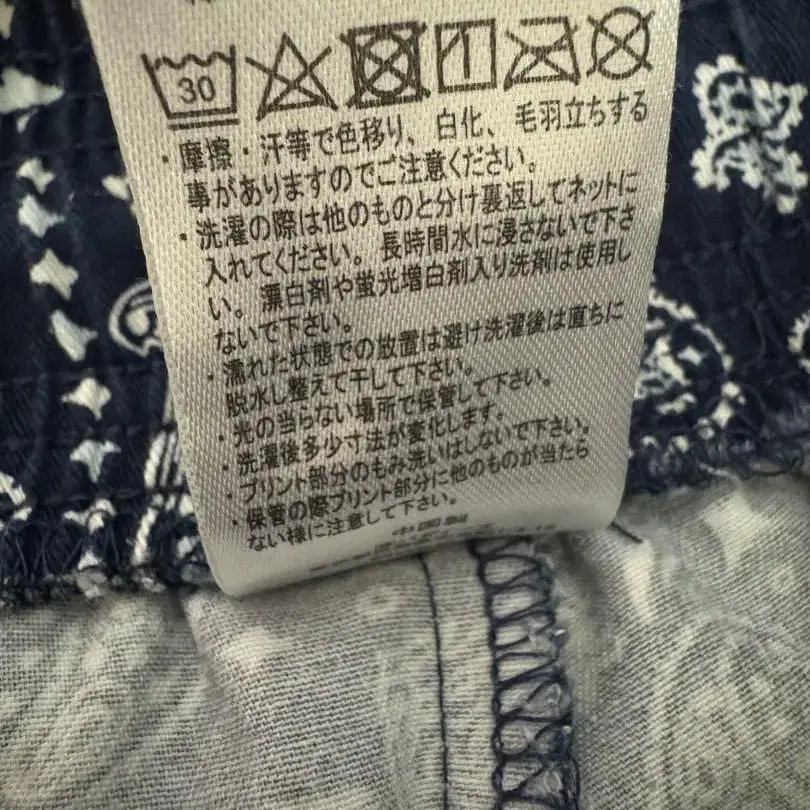 30
・摩擦・汗等で色移り、白化、毛羽立ちする
事がありますのでご注意ください。
・洗濯の際は他のものと分け裏返してネットに
入れてください。長時間水に浸さないで下さ
い。漂白剤や蛍光増白剤入り洗剤は使用し
ないで下さい。
・濡れた状態での放置は避け洗濯後は直ちに
脱水し整えて干して下さい。
・光の当らない場所で保管して下さい。
・洗濯後多少寸法が変化します。
・プリント部分のもみ洗いはしないで下さい。
・保管の際プリント部分に他のものが当たら
ない様に注意して下さい。
中国製